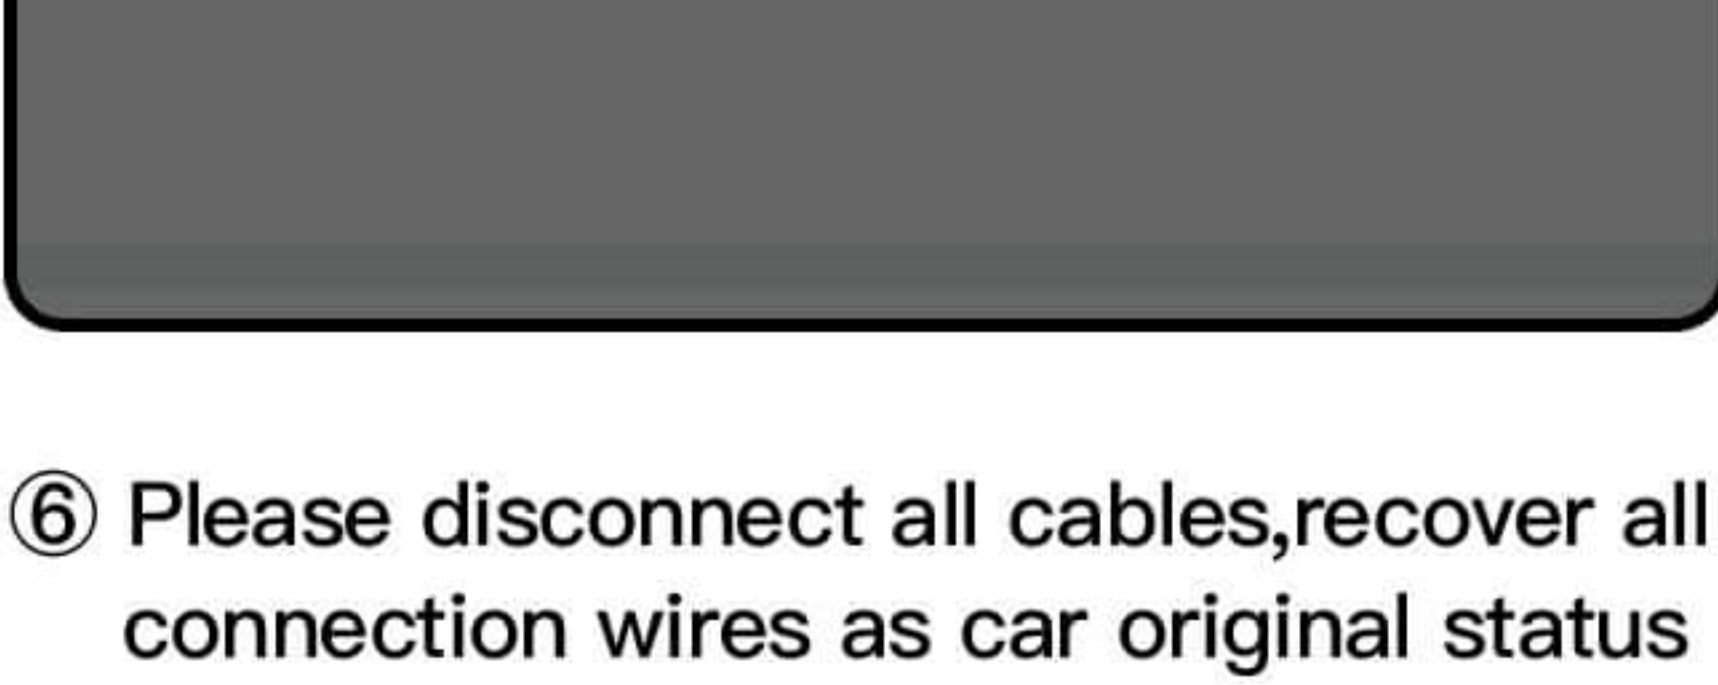 ⑥ Please disconnect all cables,recover all
connection wires as car original status